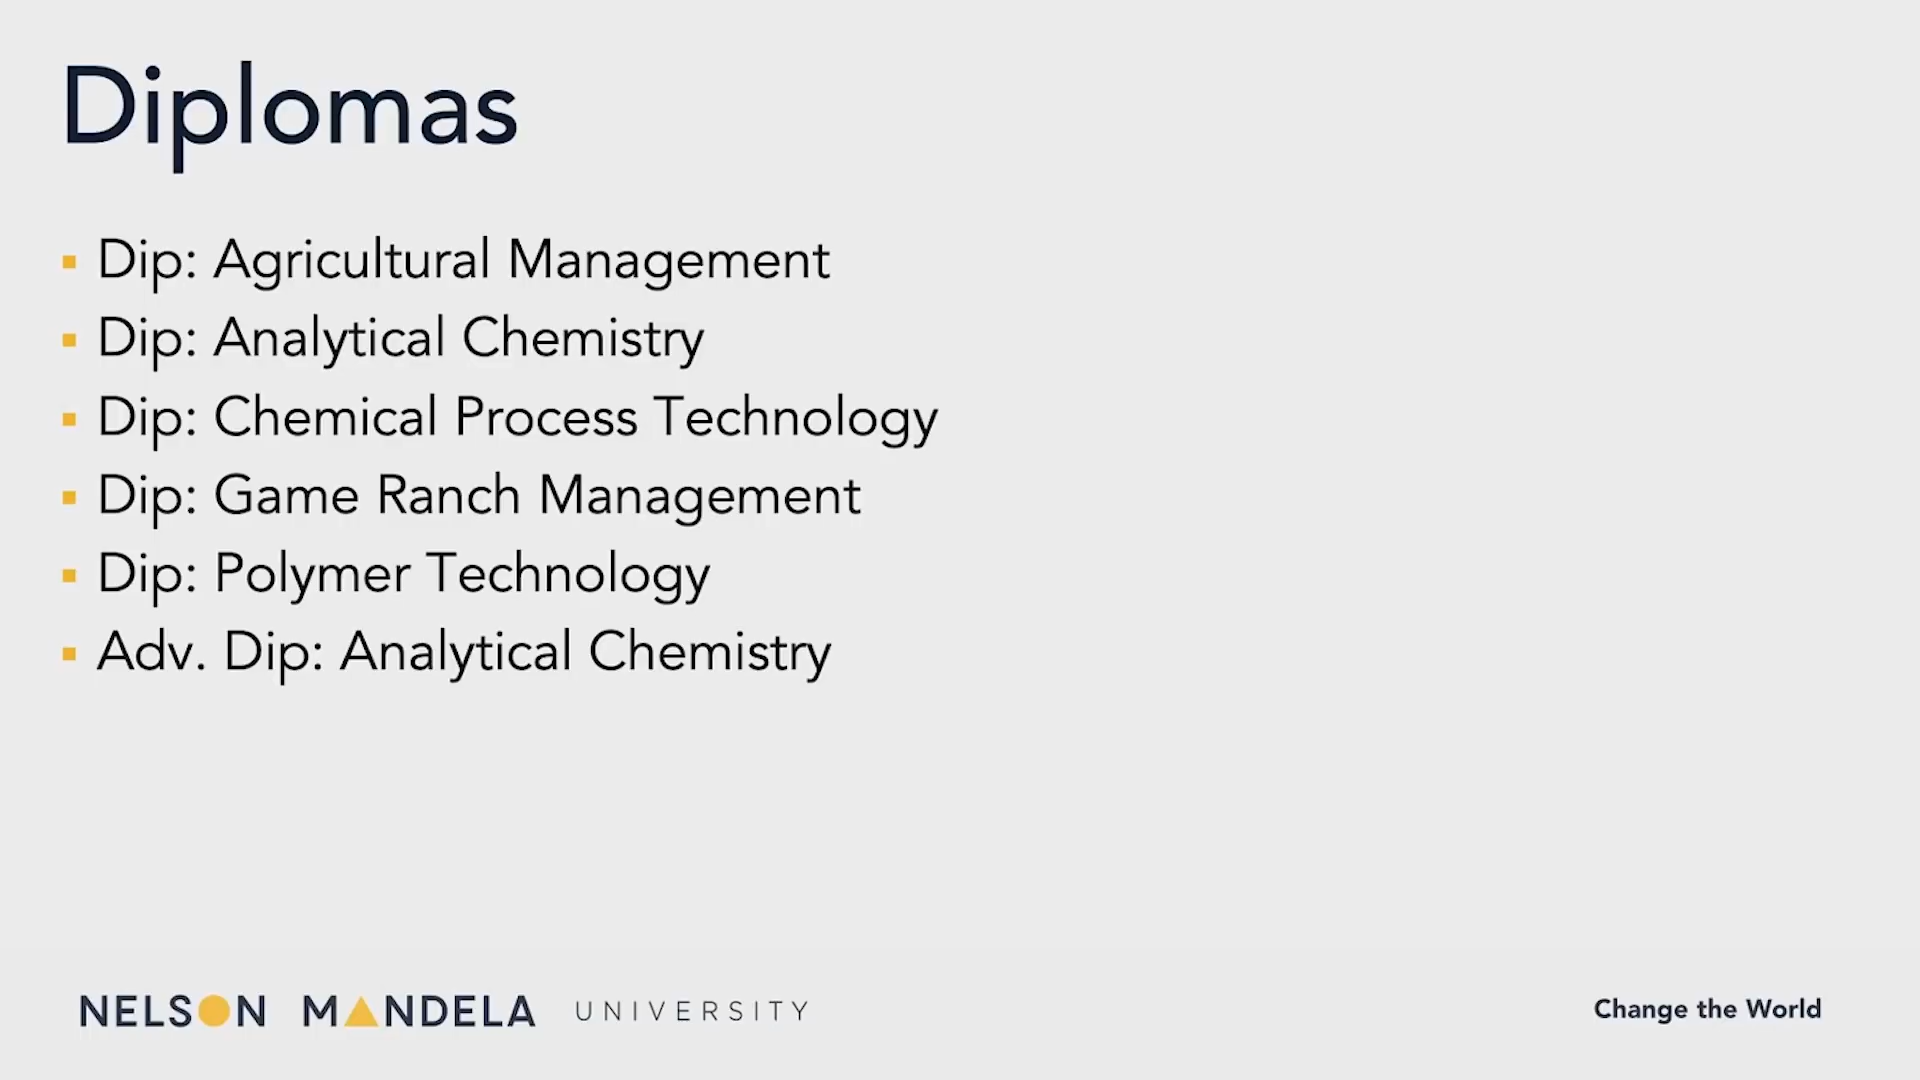 Diplomas
Dip: Agricultural Management
Dip: Analytical Chemistry
Dip: Chemical Process Technology
Dip: Game Ranch Management
Dip: Polymer Technology
Adv. Dip: Analytical Chemistry
NELSON MANDELA UNIVERSITY
Change the World